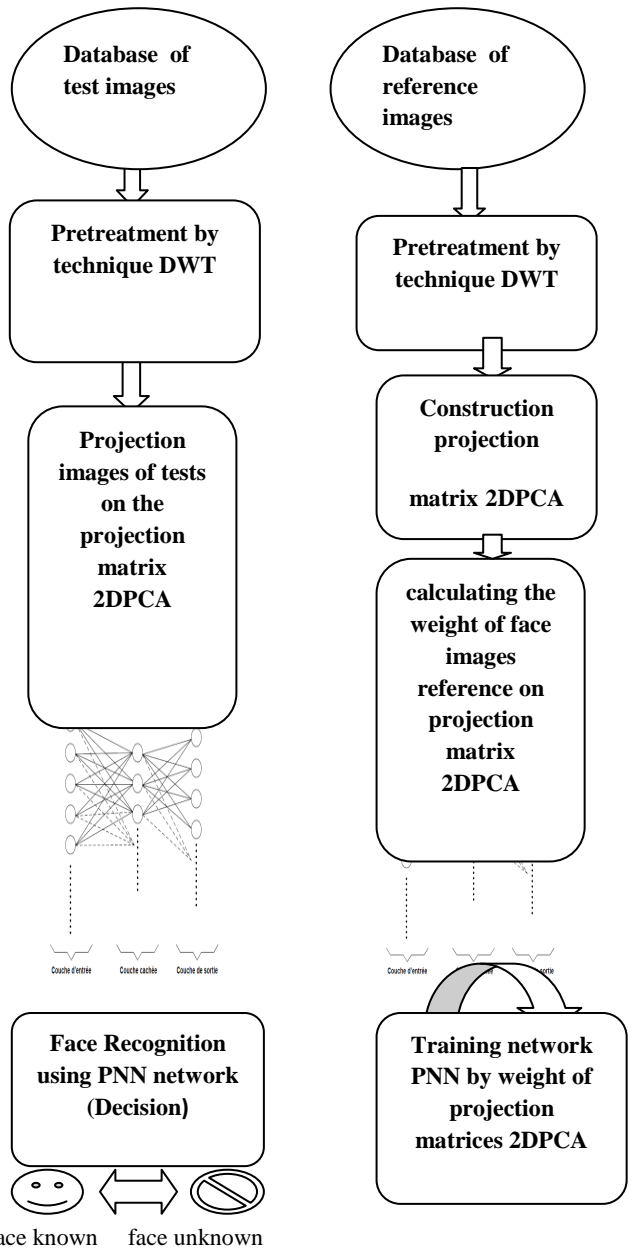 Database of
test images
Pretreatment by
technique DWT
Projection
images of tests
on the
projection
matrix
2DPCA
Couche d'entrée
Couche cachée
Couche de sortie
Face Recognition
using PNN network
(Decision)
ace known
face unknown
Database of
reference
images
Pretreatment by
technique DWT
Construction
projection
matrix 2DPCA
calculating the
weight of face
images
reference on
projection
matrix
2DPCA
Couche d'entrée
Training network
PNN by weight of
projection
matrices 2DPCA